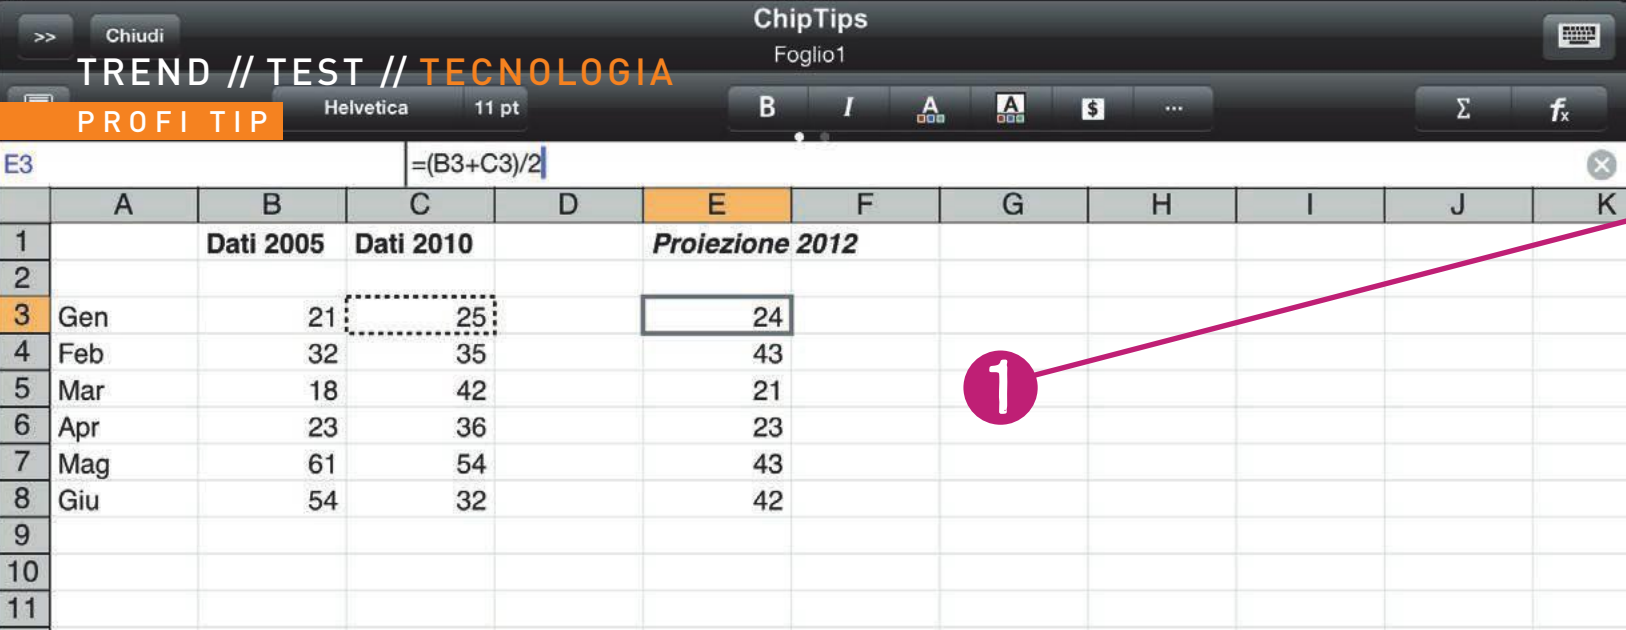 ChipTips
>> Chiudi
Foglio1
TREND // TEST // TECNOLOGIA
PROFI TIP
Helvetica 11 pt B I A A $ ... Σ fx
E3 =(B3+C3)/2
A B C D E F G H I J K
1 Dati 2005 Dati 2010 Proiezione 2012
2
3 Gen 21 25 24
4 Feb 32 35 43
5 Mar 18 42 21
1
6 Apr 23 36 23
7 Mag 61 54 43
8 Giu 54 32 42
9
10
11